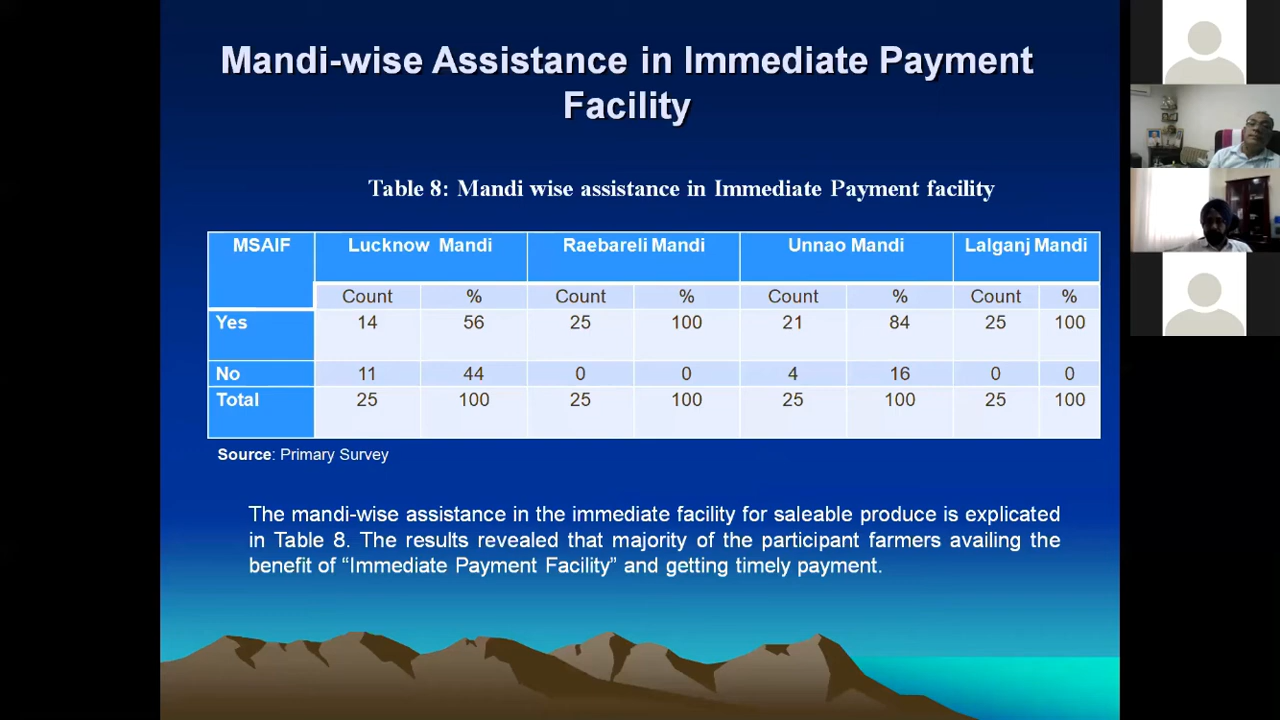 Mandi-wise Assistance in Immediate Payment
Facility
Table 8: Mandi wise assistance in Immediate Payment facility
MSAIF Lucknow Mandi Raebareli Mandi Unnao Mandi Lalganj Mandi
Count % Count % Count % Count %
Yes 14 56 25 100 21 84 25 100
No 11 44 0 0 4 16 0 0
Total 25 100 25 100 25 100 25 100
Source: Primary Survey
The mandi-wise assistance in the immediate facility for saleable produce is explicated
in Table 8. The results revealed that majority of the participant farmers availing the
benefit of “Immediate Payment Facility” and getting timely payment.